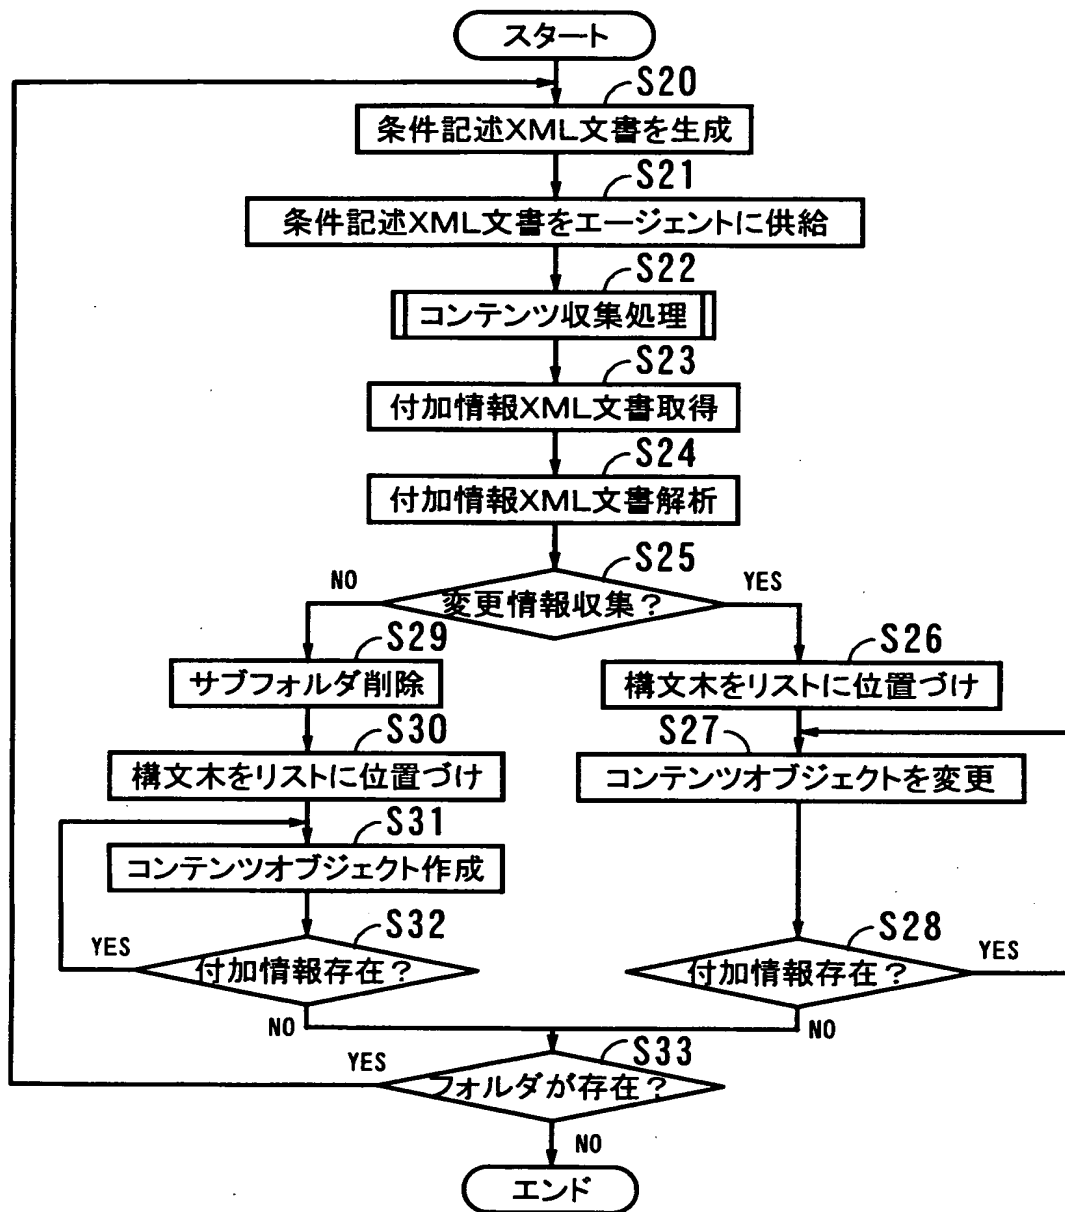 スタート
S20
条件記述XML文書を生成
S21
条件記述XML文書をエージェントに供給
S22
コンテンツ収集処理
S23
付加情報XML文書取得
S24
付加情報XML文書解析
S25
NO
YES
変更情報収集?
S29
サブフォルダ削除
S26
構文木をリストに位置づけ
S30
構文木をリストに位置づけ
S27
コンテンツオブジェクトを変更
S31
コンテンツオブジェクト作成
S32
YES
付加情報存在?
NO
S28
YES
付加情報存在?
NO
S33
YES
フォルダが存在?
NO
エンド